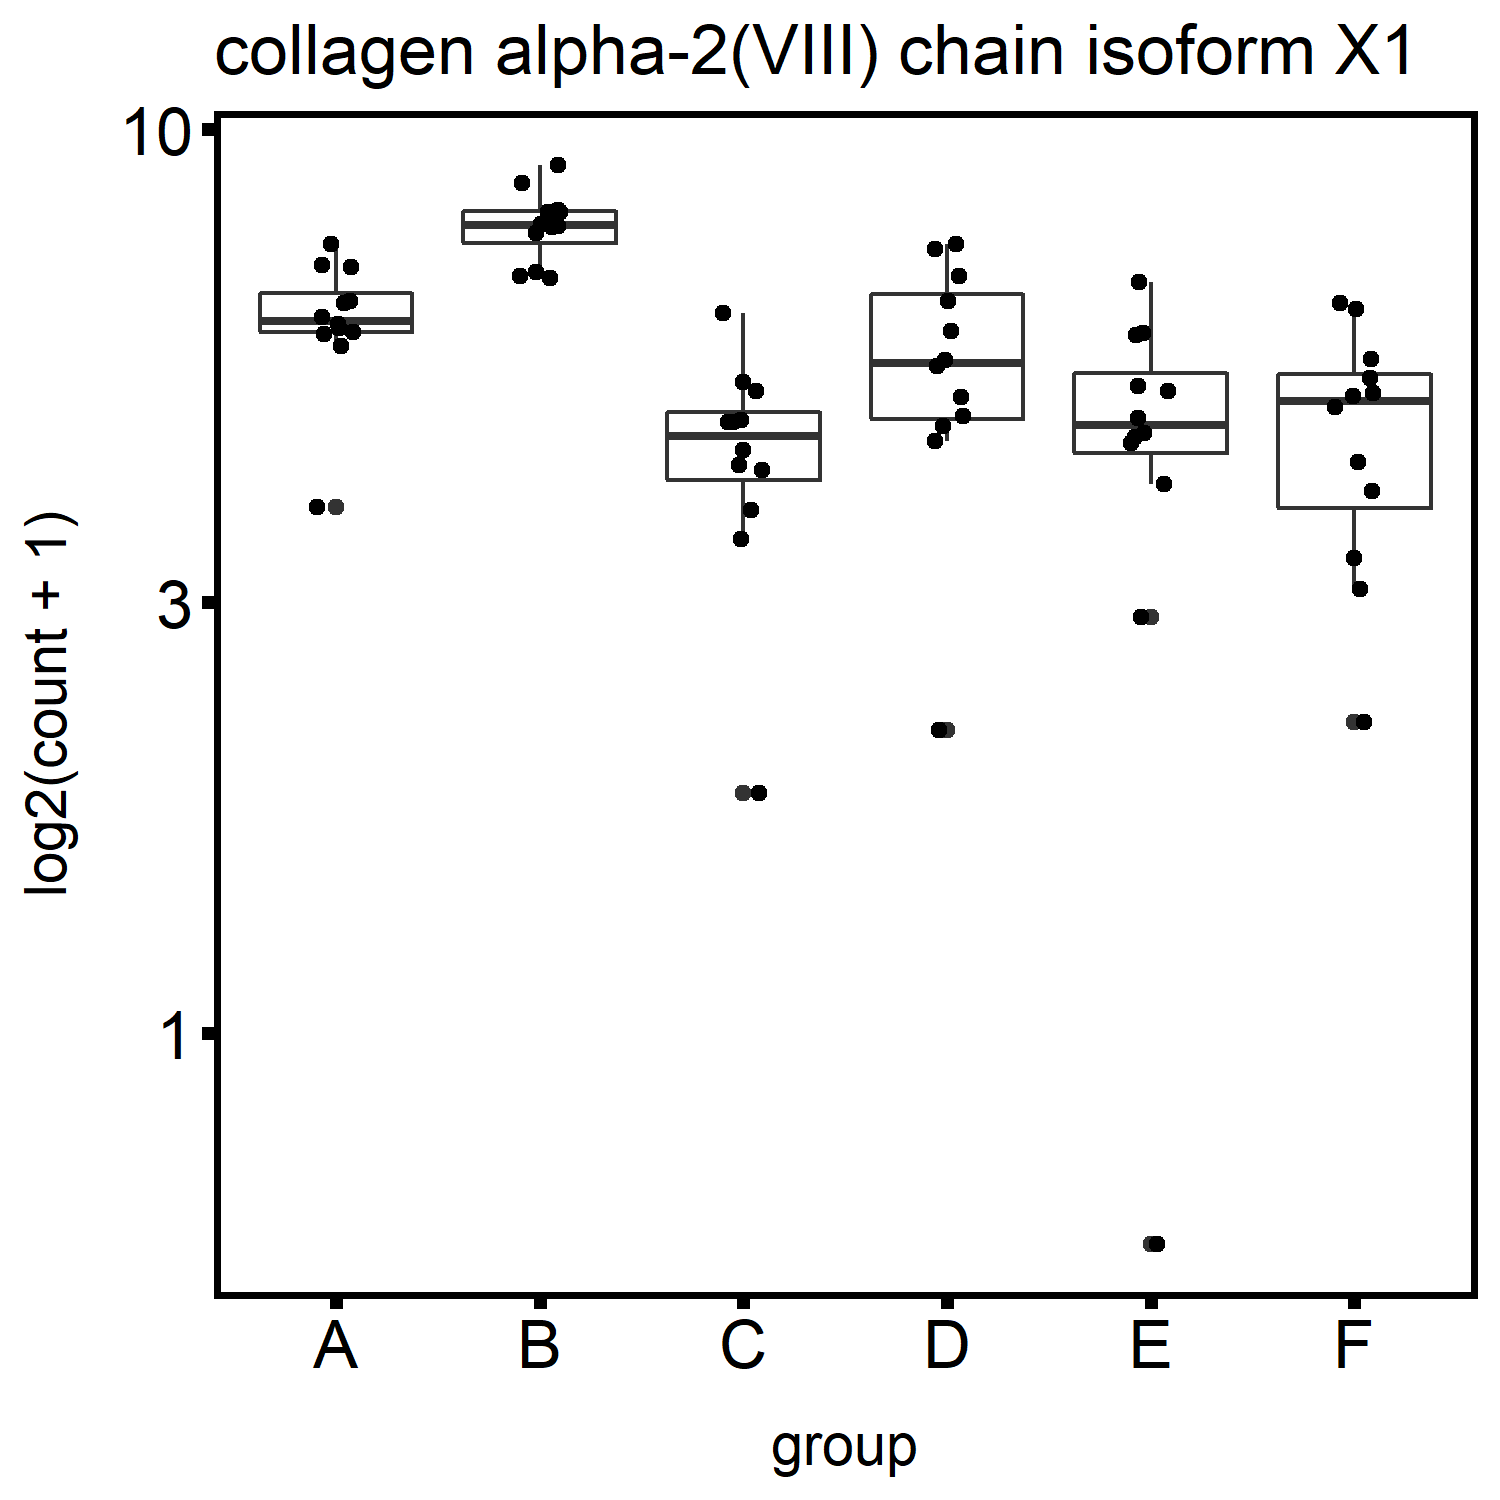 collagen alpha-2(VIII) chain isoform X1
10
3
1
log2(count + 1)
A B C D E F
group